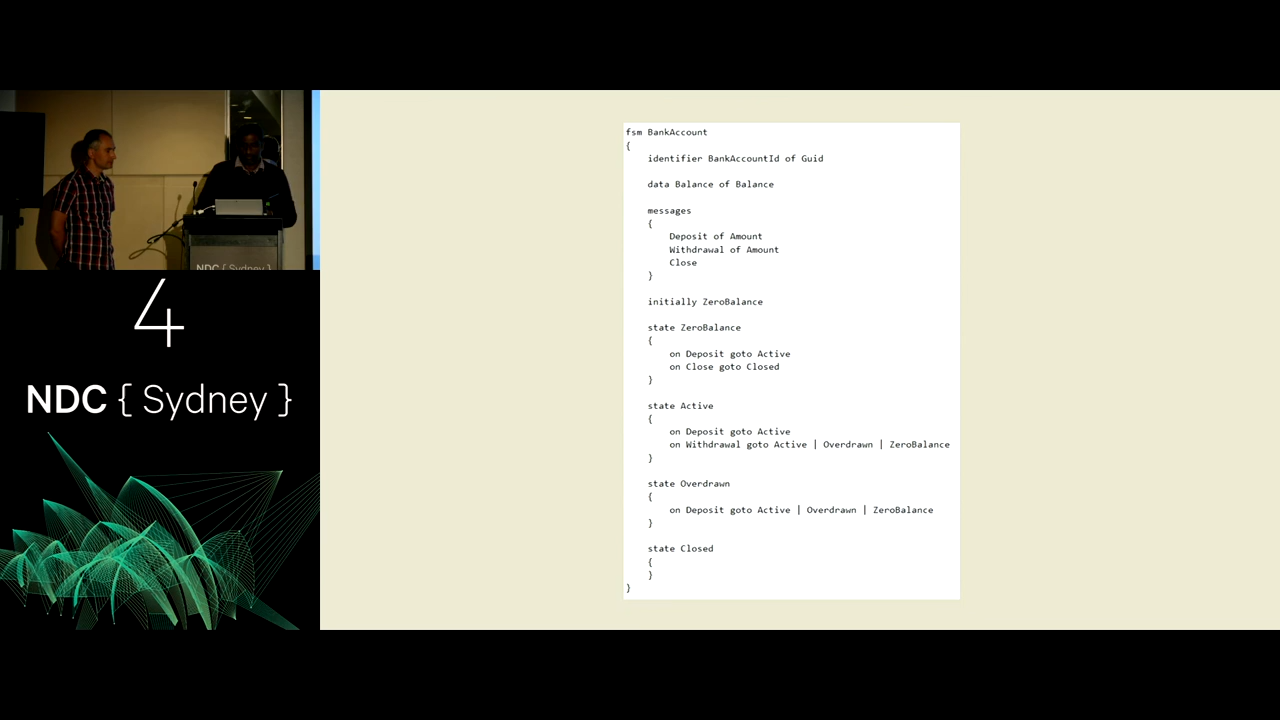 fsm BankAccount
{
identifier BankAccountId of Guid
data Balance of Balance
messages
{
Deposit of Amount
Withdrawal of Amount
Close
}
initially ZeroBalance
state ZeroBalance
{
on Deposit goto Active
on Close goto Closed
}
state Active
{
on Deposit goto Active
on Withdrawal goto Active | Overdrawn | ZeroBalance
}
state Overdrawn
{
on Deposit goto Active | Overdrawn | ZeroBalance
}
state Closed
{
}
}
NDC { Sydney }
4
NDC { Sydney }